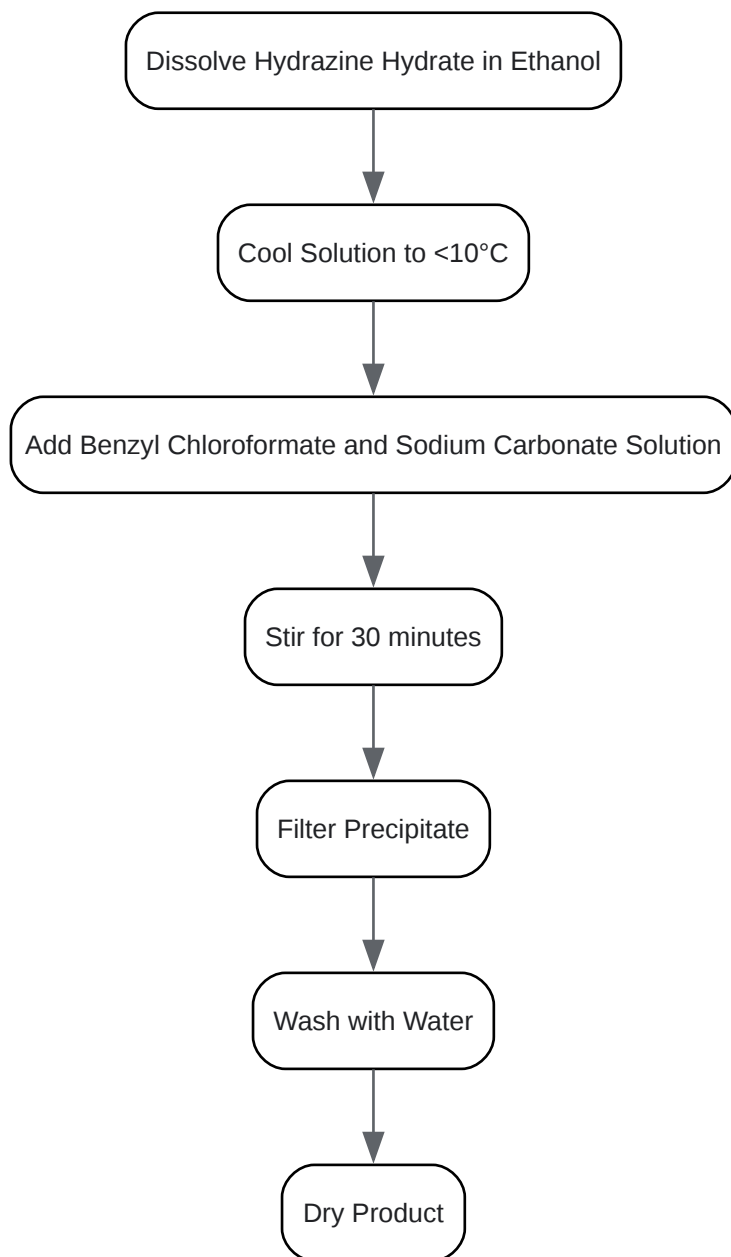 Dissolve Hydrazine Hydrate in Ethanol
Cool Solution to <10°C
Add Benzyl Chloroformate and Sodium Carbonate Solution
Stir for 30 minutes
Filter Precipitate
Wash with Water
Dry Product